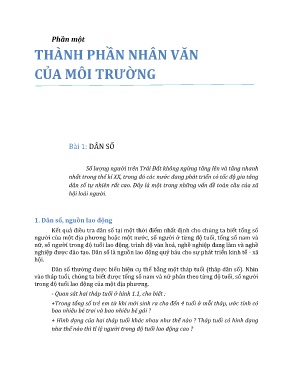 Phần một
THÀNH PHẦN NHÂN VĂN
CỦA MÔI TRƯỜNG
Bài 1: DÂN SỐ
Số lượng người trên Trái Đất không ngừng tăng lên và tăng nhanh
nhất trong thế kỉ XX, trong đó các nước đang phát triển có tốc độ gia tăng
dân số tự nhiên rất cao. Đây là một trong những vấn đề toàn cầu của xã
hội loài người.
1. Dân số, nguồn lao động
Kết quả điều tra dân số tại một thời điểm nhất định cho chúng ta biết tổng số
người của một địa phương hoặc một nước, số người ở từng độ tuổi, tổng số nam và
nữ, số người trong độ tuổi lao động, trình độ văn hoá, nghề nghiệp đang làm và nghề
nghiệp được đào tạo. Dân số là nguồn lao động quý báu cho sự phát triển kinh tế - xã
hội.
Dân số thường được biểu hiện cụ thể bằng một tháp tuổi (tháp dân số). Nhìn
vào tháp tuổi, chúng ta biết được tổng số nam và nữ phân theo từng độ tuổi, số người
trong độ tuổi lao động của một địa phương.
- Quan sát hai tháp tuổi ở hình 1.1, cho biết :
+Trong tổng số trẻ em từ khi mới sinh ra cho đến 4 tuổi ở mỗi tháp, ước tính có
bao nhiêu bé trai và bao nhiêu bé gái ?
+ Hình dạng của hai tháp tuổi khác nhau như thế nào ? Tháp tuổi có hình dạng
như thế nào thì tỉ lệ người trong độ tuổi lao động cao ?